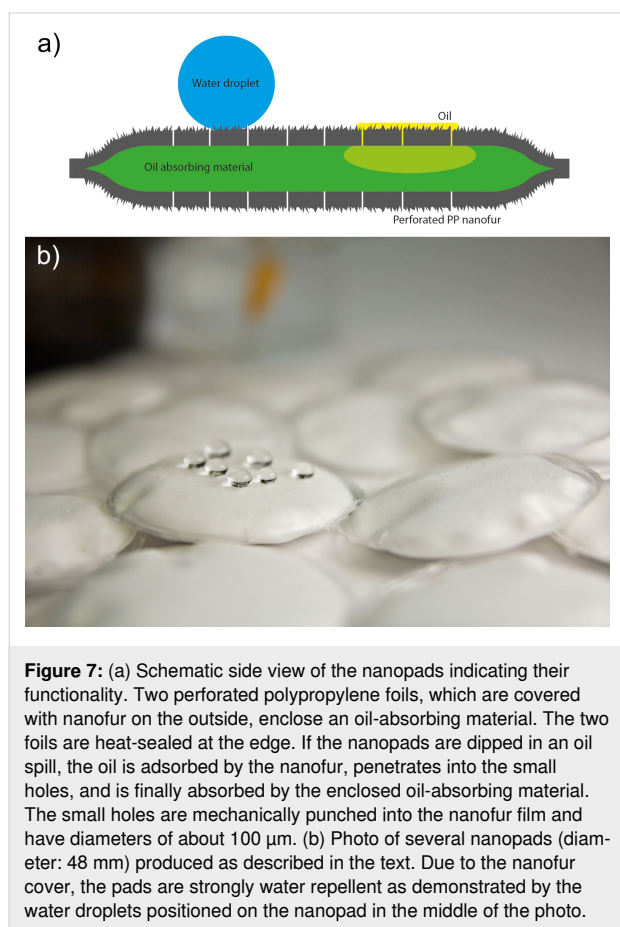 a)
Water droplet
Oil
Oil absorbing material
Perforated PP nanofur
b)
Figure 7: (a) Schematic side view of the nanopads indicating their
functionality. Two perforated polypropylene foils, which are covered
with nanofur on the outside, enclose an oil-absorbing material. The two
foils are heat-sealed at the edge. If the nanopads are dipped in an oil
spill, the oil is adsorbed by the nanofur, penetrates into the small
holes, and is finally absorbed by the enclosed oil-absorbing material.
The small holes are mechanically punched into the nanofur film and
have diameters of about 100 µm. (b) Photo of several nanopads (diam-
eter: 48 mm) produced as described in the text. Due to the nanofur
cover, the pads are strongly water repellent as demonstrated by the
water droplets positioned on the nanopad in the middle of the photo.